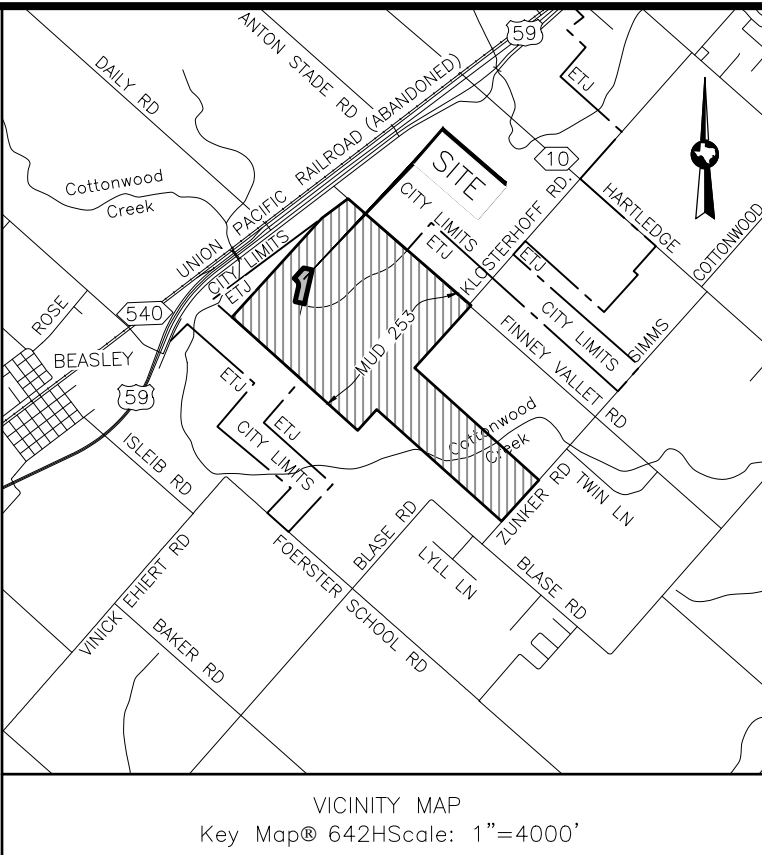 59
ANTON STADE RD
DAILY RD
ETJ
UNION PACIFIC RAILROAD (ABANDONED)
10
SITE
Cottonwood
Creek
CITY LIMITS
ETJ
KLOSTERHOFF RD.
HARTLEDGE
COTTONWOOD
CITY LIMITS
ETJ
ETJ
CITY LIMITS
SIMMS
540
ROSE
MUD 253
FINNEY VALLET RD
BEASLEY
59
ETJ
ETJ
CITY LIMITS
Cottonwood
Creek
ISLEIB RD
ZUNKER RD
TWIN LN
BLASE RD
FOERSTER SCHOOL RD
LYLL LN
BLASE RD
VINICK EHIERT RD
BAKER RD
VICINITY MAP
Key Map® 642HScale: 1"=4000'